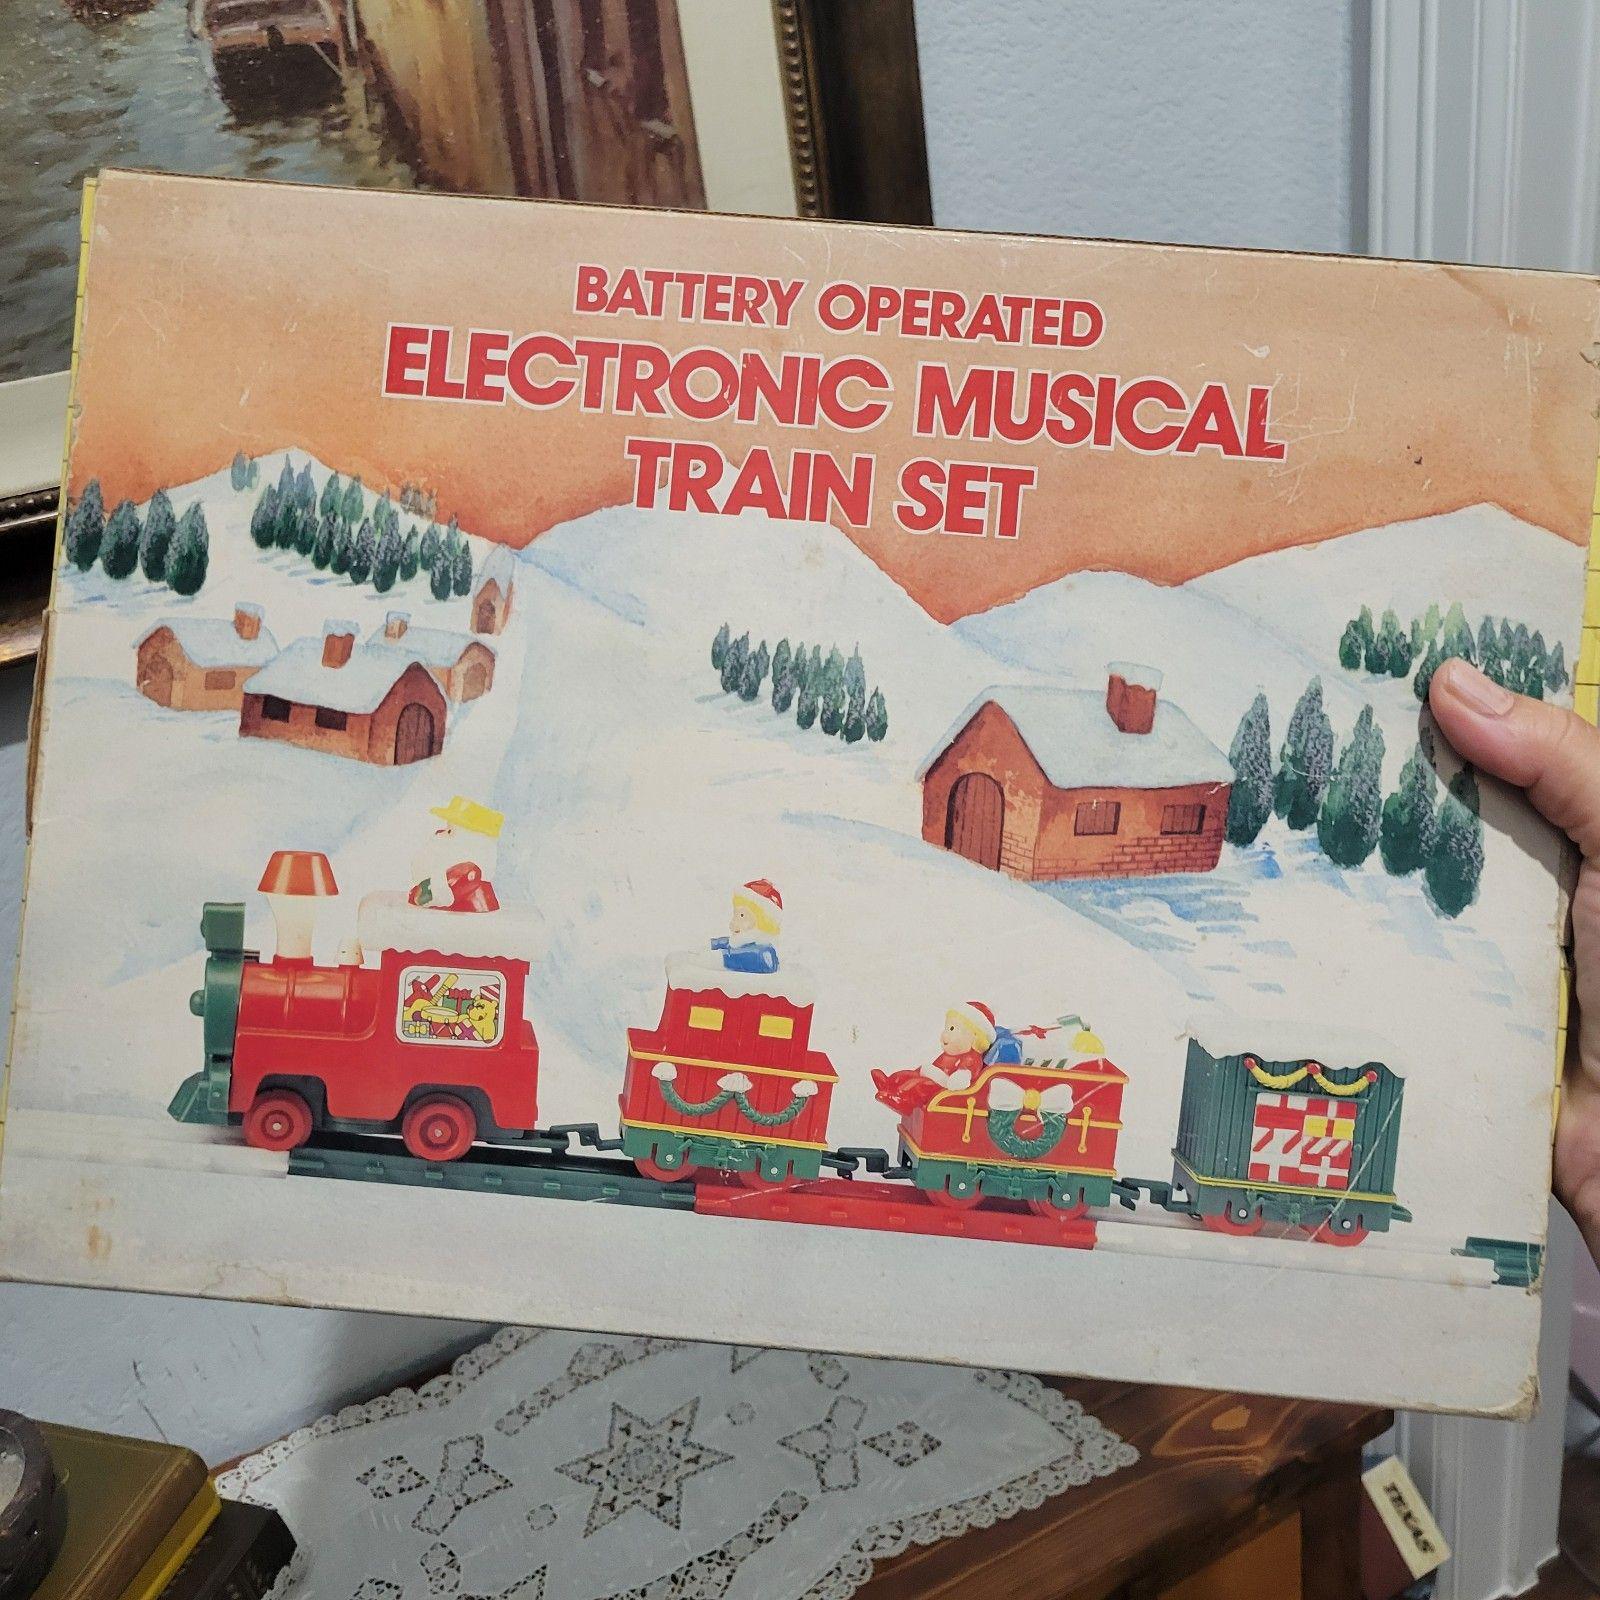 BATTERY OPERATED
ELECTRONIC MUSICAL
TRAIN SET
TEXAS